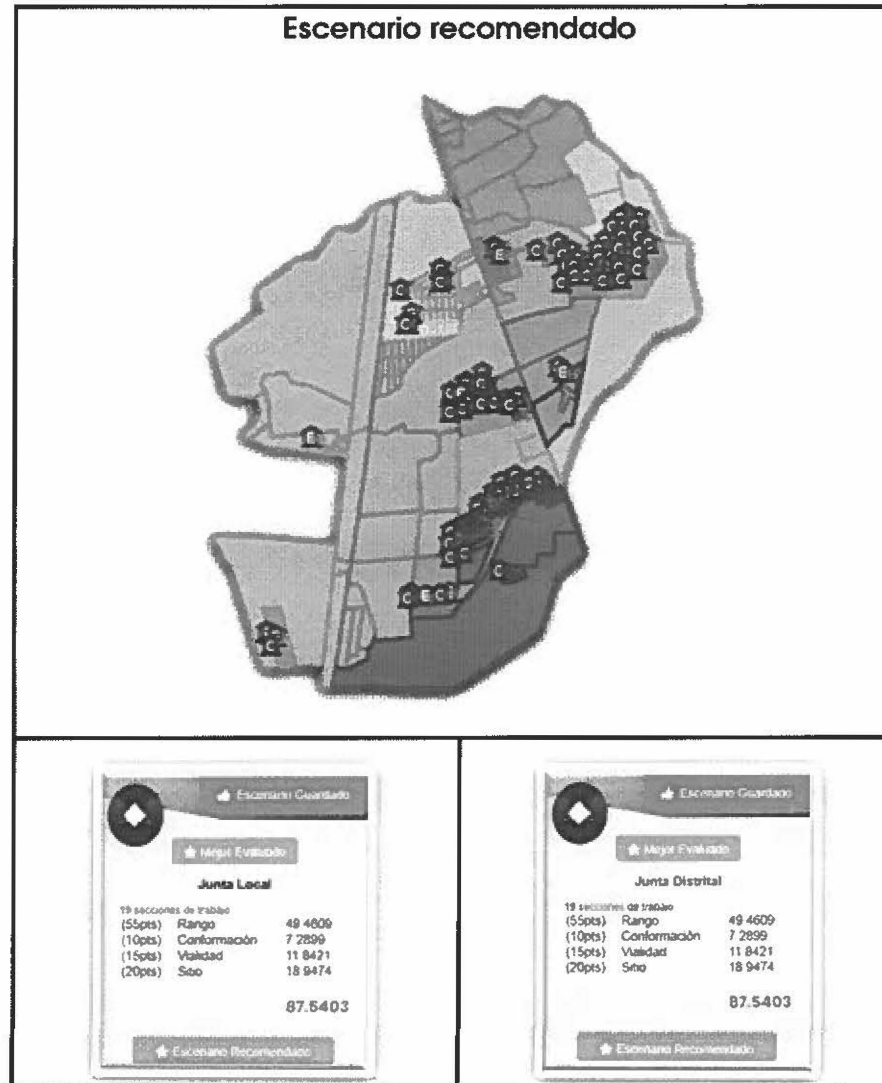 Escenario recomendado
Escenario Guardado
Mejor Evaluado
Junta Local
19 secciones de trabajo
(55pts) Rango 49 4609
(10pts) Conformación 7 2899
(15pts) Vialidad 11 8421
(20pts) Sitio 18 9474
87.5403
Escenario Recomendado
Escenario Guardado
Mejor Evaluado
Junta Distrital
19 secciones de trabajo
(55pts) Rango 49 4609
(10pts) Conformación 7 2899
(15pts) Vialidad 11 8421
(20pts) Sitio 18 9474
87.5403
Escenario Recomendado